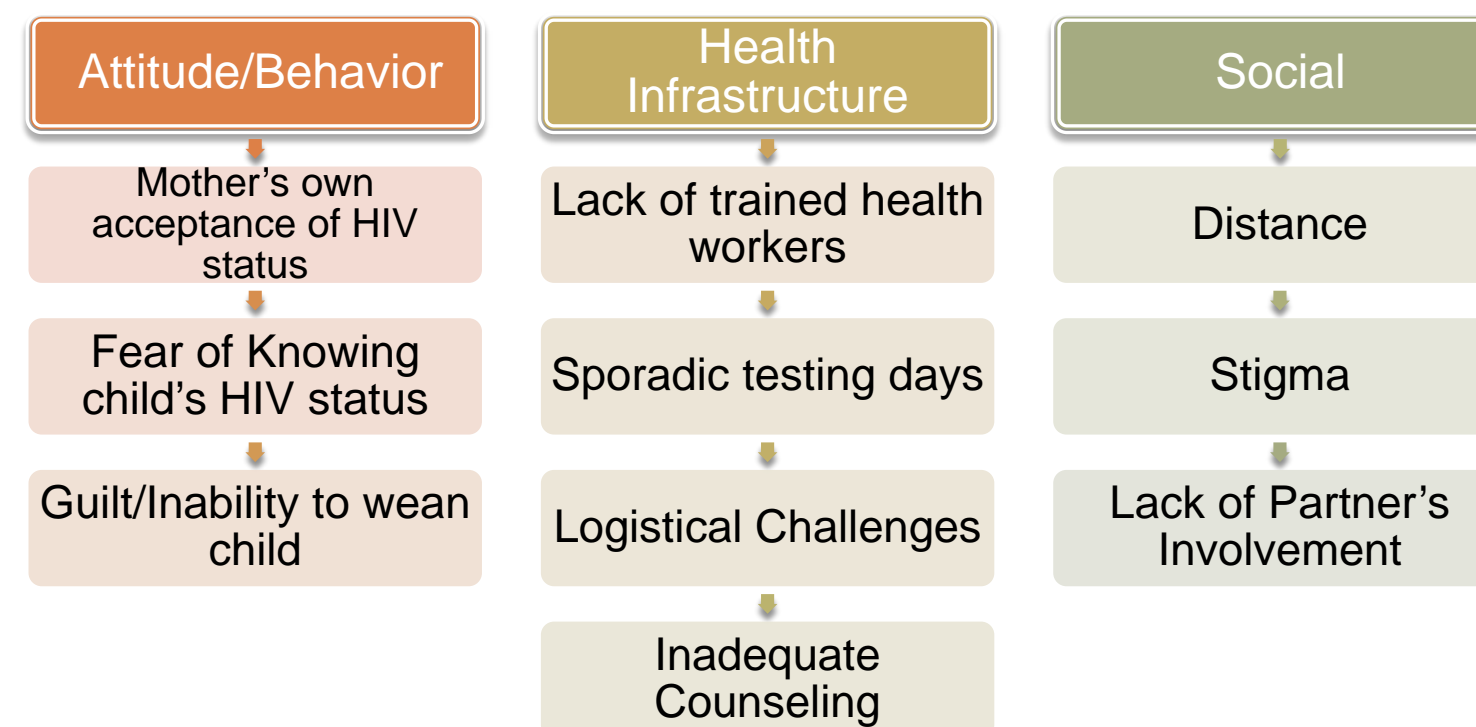 Attitude/Behavior
Mother’s own
acceptance of HIV
status
Fear of Knowing
child’s HIV status
Guilt/Inability to wean
child
Health
Infrastructure
Lack of trained health
workers
Sporadic testing days
Logistical Challenges
Inadequate
Counseling
Social
Distance
Stigma
Lack of Partner’s
Involvement